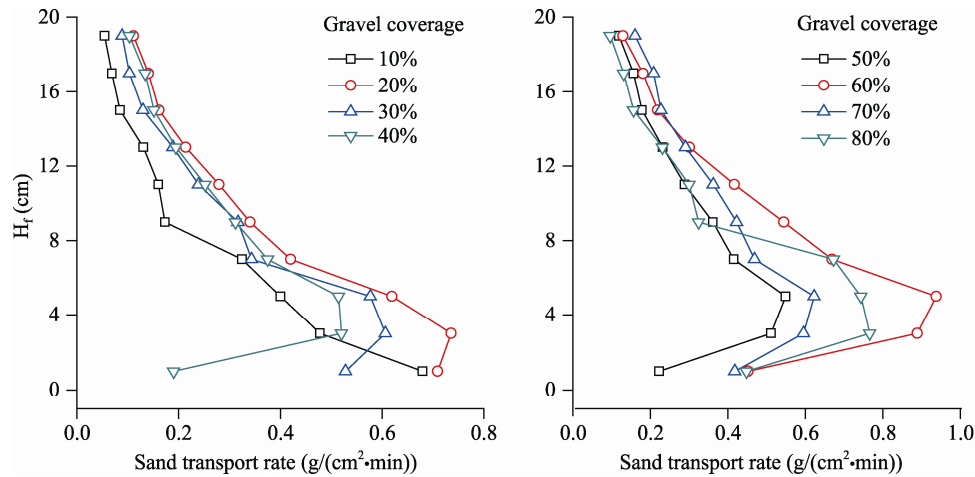 20
16
12
8
4
0
H_f (cm)
Gravel coverage
10%
20%
30%
40%
0.0 0.2 0.4 0.6 0.8
Sand transport rate (g/(cm²•min))
20
16
12
8
4
0
Gravel coverage
50%
60%
70%
80%
0.0 0.2 0.4 0.6 0.8 1.0
Sand transport rate (g/(cm²•min))